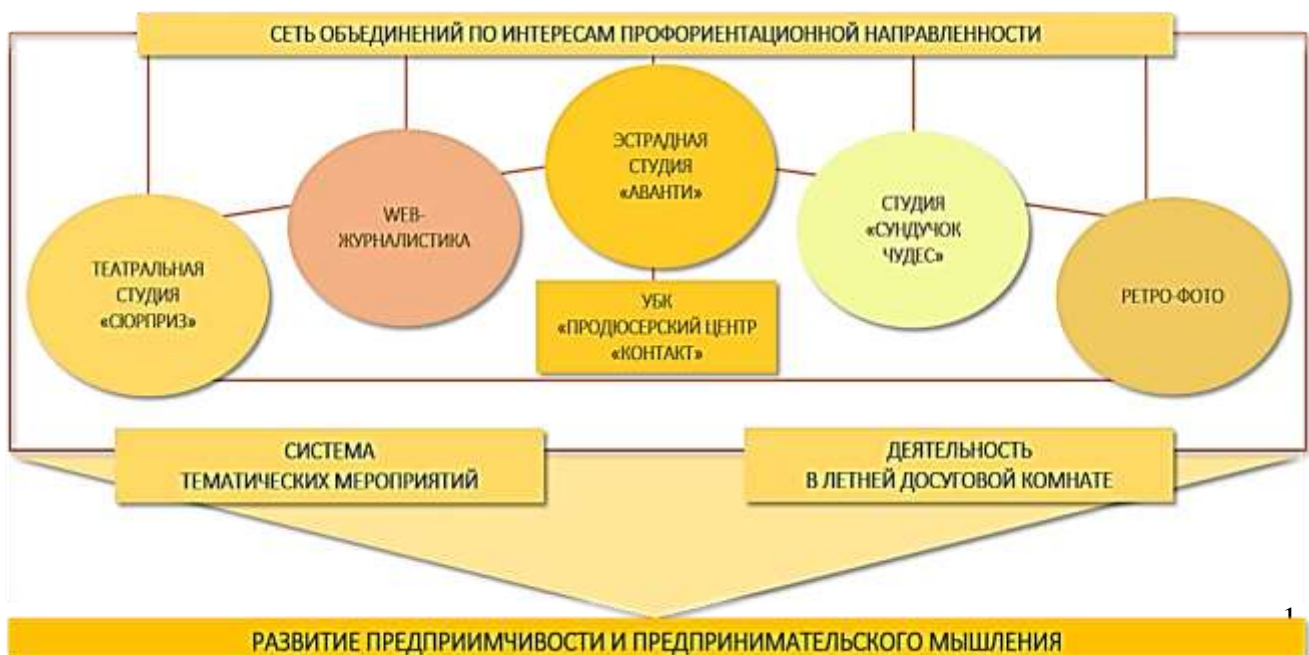 СЕТЬ ОБЪЕДИНЕНИЙ ПО ИНТЕРЕСАМ ПРОФОРИЕНТАЦИОННОЙ НАПРАВЛЕННОСТИ
ТЕАТРАЛЬНАЯ
СТУДИЯ
«СЮРПРИЗ»
WEB-
ЖУРНАЛИСТИКА
ЭСТРАДНАЯ
СТУДИЯ
«АВАНТИ»
УБК
«ПРОДЮСЕРСКИЙ ЦЕНТР
«КОНТАКТ»
СТУДИЯ
«СУНДУЧОК
ЧУДЕС»
РЕТРО-ФОТО
СИСТЕМА
ТЕМАТИЧЕСКИХ МЕРОПРИЯТИЙ
ДЕЯТЕЛЬНОСТЬ
В ЛЕТНЕЙ ДОСУГОВОЙ КОМНАТЕ
1
РАЗВИТИЕ ПРЕДПРИИМЧИВОСТИ И ПРЕДПРИНИМАТЕЛЬСКОГО МЫШЛЕНИЯ